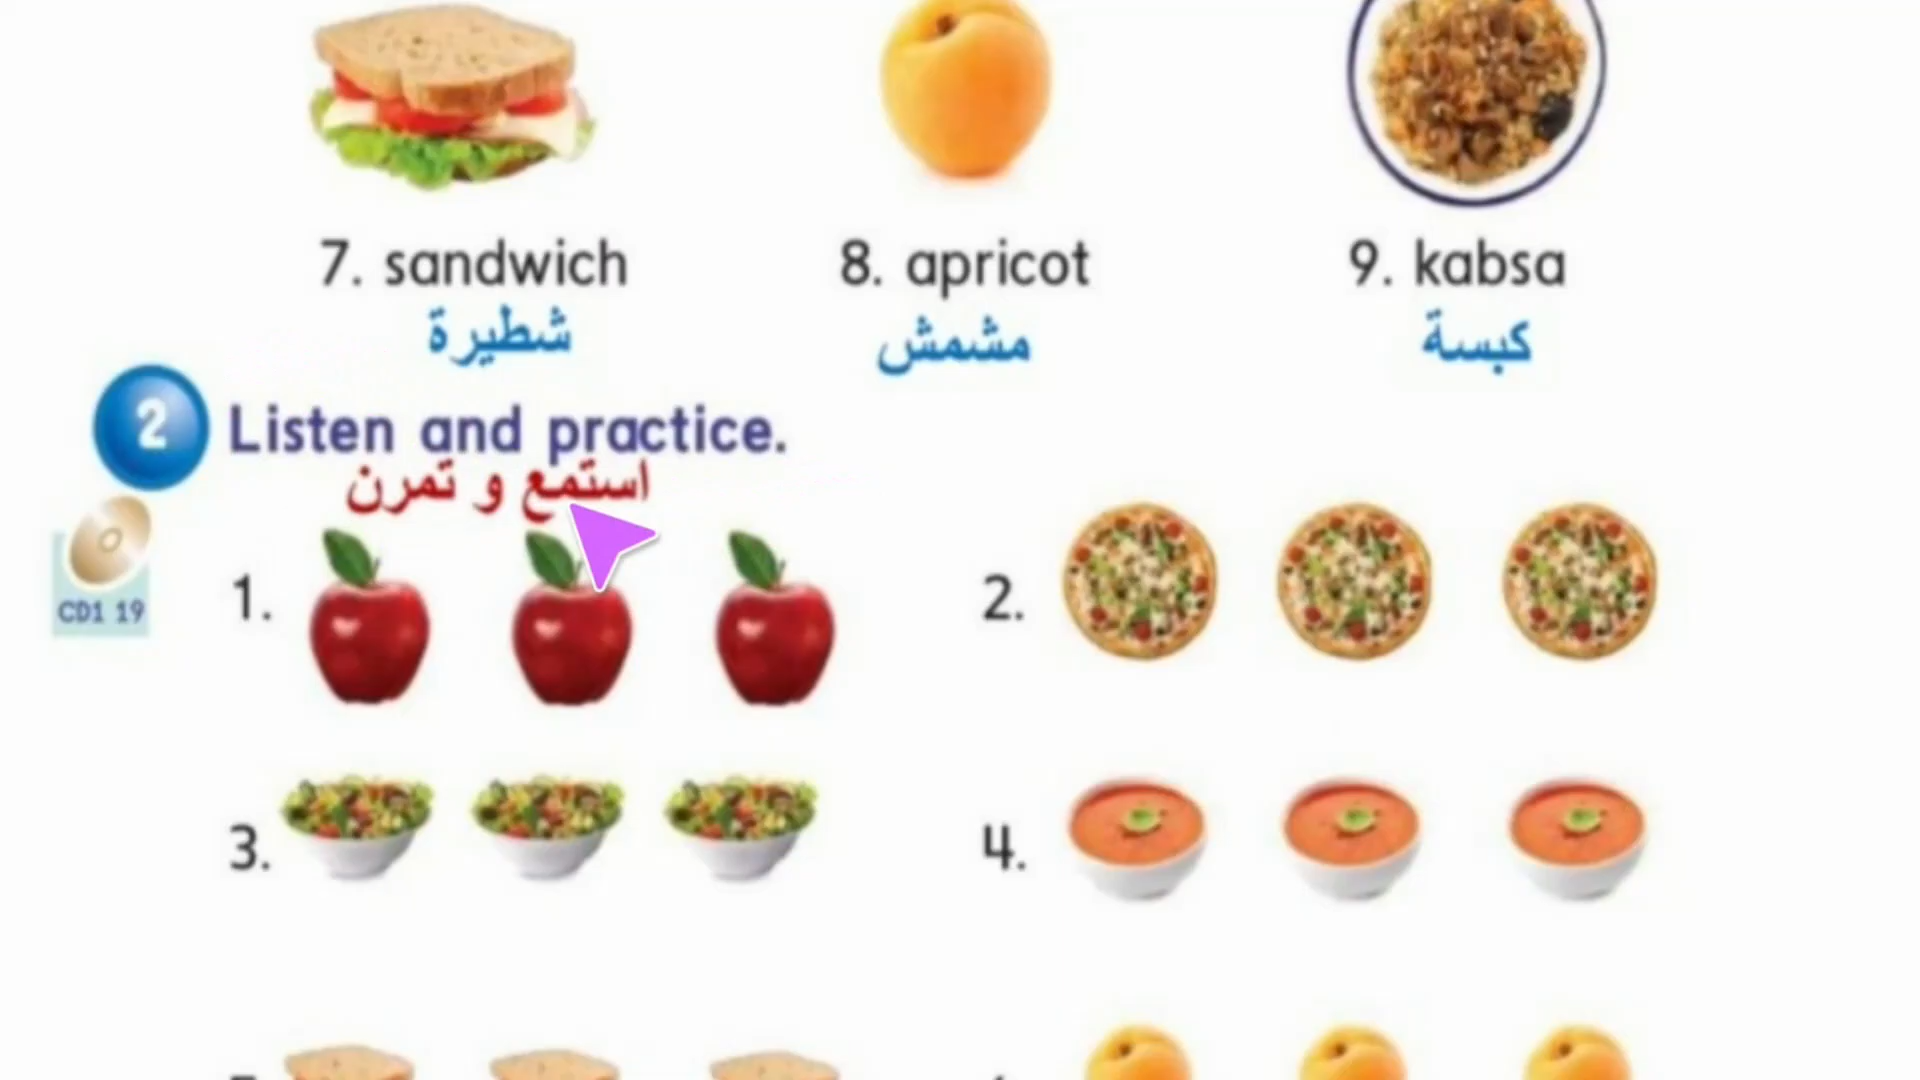 7. sandwich
8. apricot
9. kabsa
شطيرة
مشمش
كبسة
2 Listen and practice.
استمع و تمرن
CD1 19
1.
2.
3.
4.